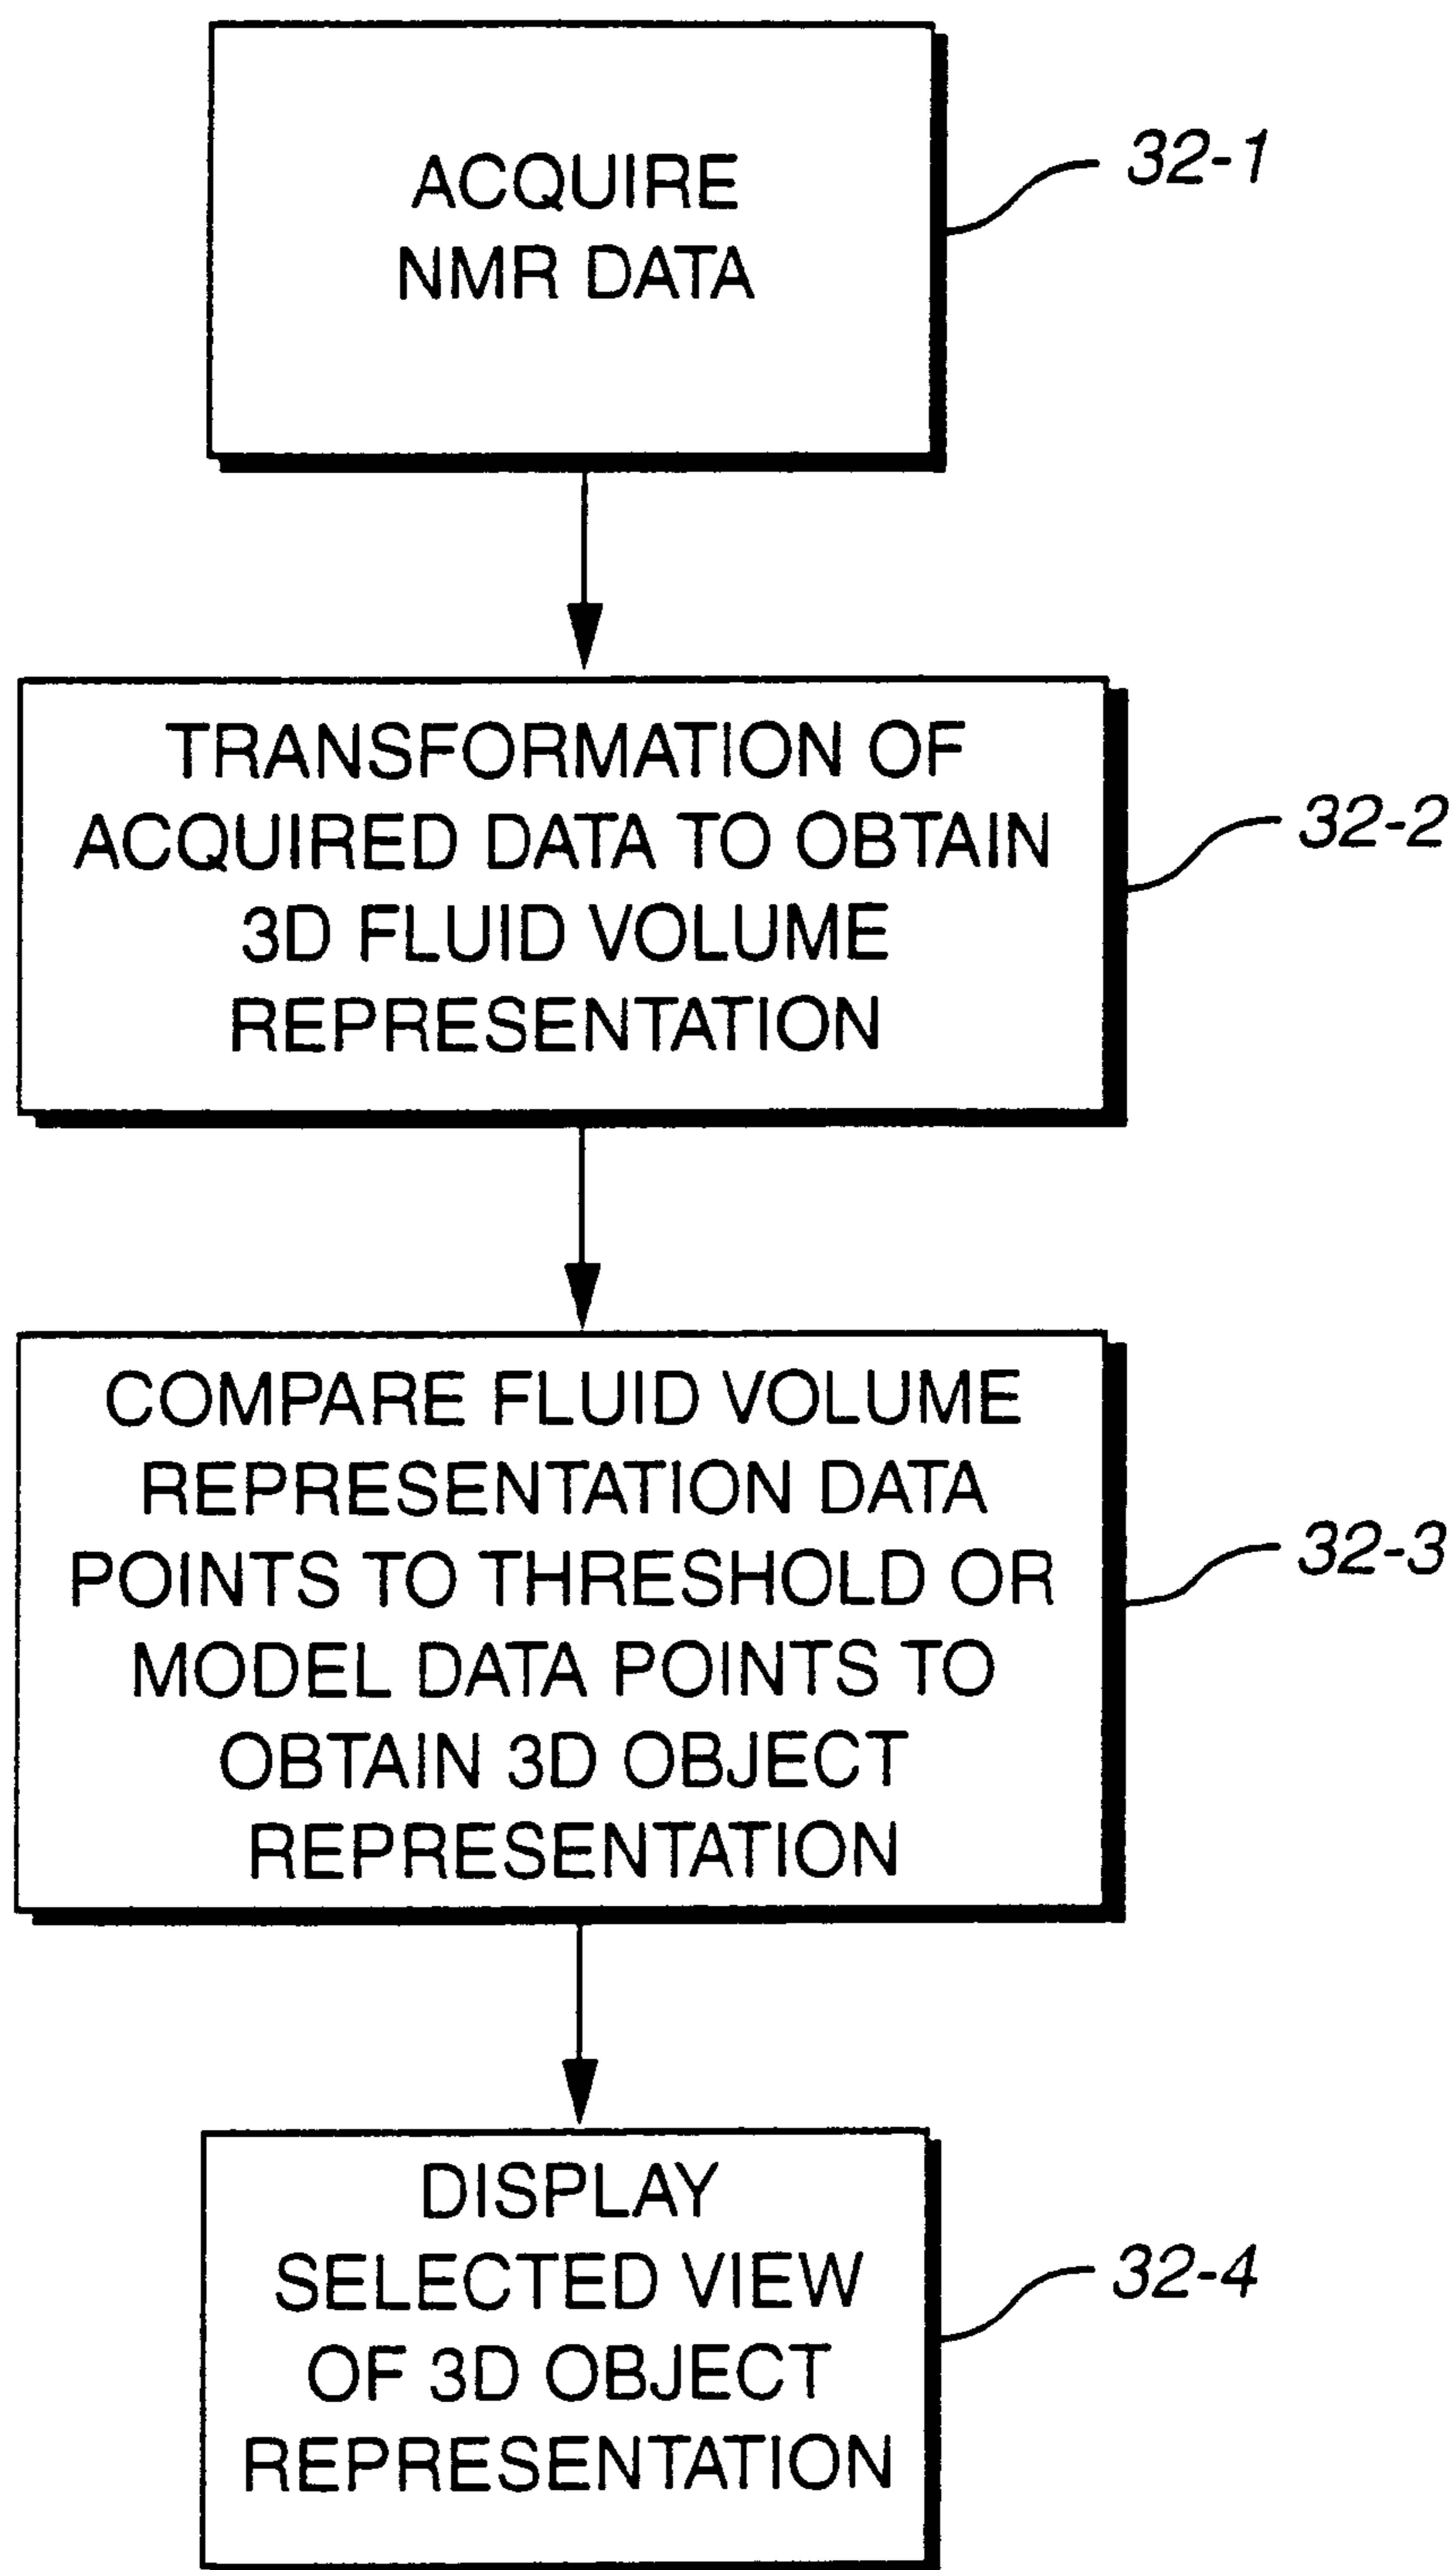 ACQUIRE
NMR DATA
32-1
TRANSFORMATION OF
ACQUIRED DATA TO OBTAIN
3D FLUID VOLUME
REPRESENTATION
32-2
COMPARE FLUID VOLUME
REPRESENTATION DATA
POINTS TO THRESHOLD OR
MODEL DATA POINTS TO
OBTAIN 3D OBJECT
REPRESENTATION
32-3
DISPLAY
SELECTED VIEW
OF 3D OBJECT
REPRESENTATION
32-4